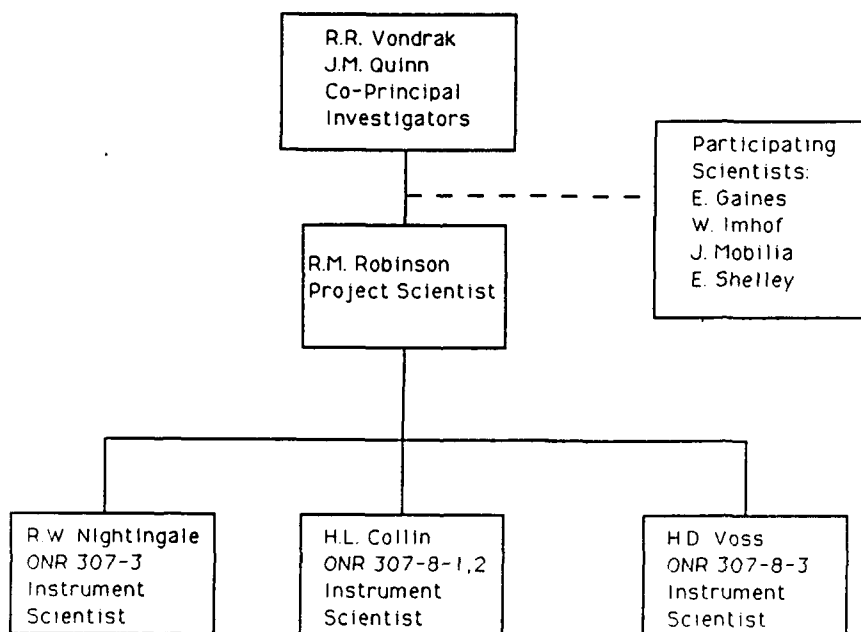 R.R. Vondrak
J.M. Quinn
Co-Principal
Investigators
Participating
Scientists:
E. Gaines
W. Imhof
J. Mobilia
E. Shelley
R.M. Robinson
Project Scientist
R.W Nightingale
ONR 307-3
Instrument
Scientist
H.L. Collin
ONR 307-8-1,2
Instrument
Scientist
H.D Voss
ONR 307-8-3
Instrument
Scientist